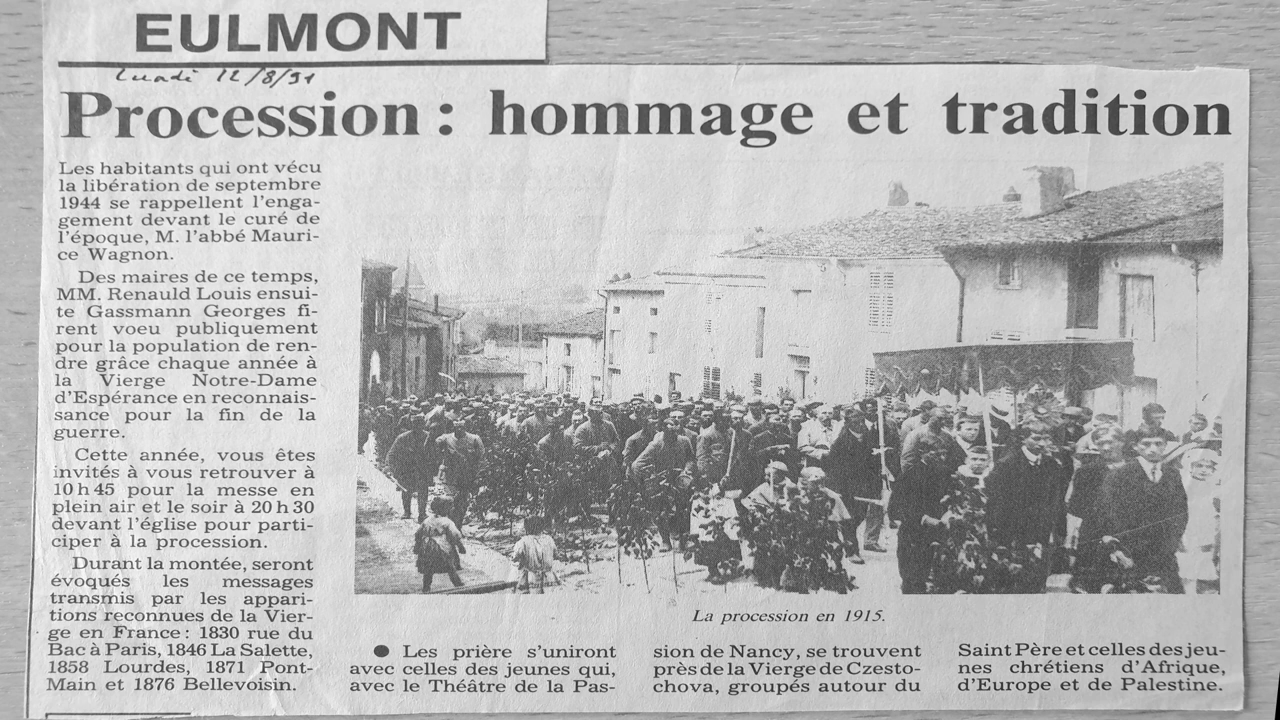 EULMONT
lundi 12/8/91
Procession : hommage et tradition
Les habitants qui ont vécu
la libération de septembre
1944 se rappellent l'enga-
gement devant le curé de
l'époque, M. l'abbé Mauri-
ce Wagnon.
Des maires de ce temps,
MM. Renauld Louis ensui-
te Gassmann Georges fi-
rent voeu publiquement
pour la population de ren-
dre grâce chaque année à
la Vierge Notre-Dame
d'Espérance en reconnais-
sance pour la fin de la
guerre.
Cette année, vous êtes
invités à vous retrouver à
10 h 45 pour la messe en
plein air et le soir à 20 h 30
devant l'église pour parti-
ciper à la procession.
Durant la montée, seront
évoqués les messages
transmis par les appari-
tions reconnues de la Vier-
ge en France : 1830 rue du
Bac à Paris, 1846 La Salette,
1858 Lourdes, 1871 Pont-
Main et 1876 Bellevoisin.
La procession en 1915.
● Les prière s'uniront
avec celles des jeunes qui,
avec le Théâtre de la Pas-
sion de Nancy, se trouvent
près de la Vierge de Czesto-
chova, groupés autour du
Saint Père et celles des jeu-
nes chrétiens d'Afrique,
d'Europe et de Palestine.